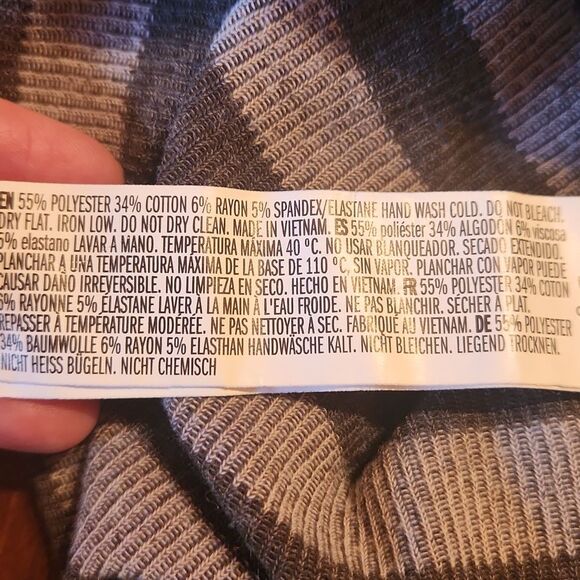 EN 55% POLYESTER 34% COTTON 6% RAYON 5% SPANDEX/ELASTANE HAND WASH COLD. DO NOT BLEACH.
DRY FLAT. IRON LOW. DO NOT DRY CLEAN. MADE IN VIETNAM. ES 55% poliéster 34% ALGODON 6% viscosa
5% elastano LAVAR A MANO. TEMPERATURA MÁXIMA 40 ºC. NO USAR BLANQUEADOR. SECADO EXTENDIDO.
PLANCHAR A UNA TEMPERATURA MÁXIMA DE LA BASE DE 110 ºC, SIN VAPOR. PLANCHAR CON VAPOR PUEDE
CAUSAR DAÑO IRREVERSIBLE. NO LIMPIEZA EN SECO. HECHO EN VIETNAM FR 55% POLYESTER 34% COTON
6% RAYONNE 5% ÉLASTANE LAVER À LA MAIN À L'EAU FROIDE. NE PAS BLANCHIR. SÉCHER À PLAT.
REPASSER À TEMPÉRATURE MODÉRÉE. NE PAS NETTOYER À SEC. FABRIQUÉ AU VIETNAM. DE 55% POLYESTER
34% BAUMWOLLE 6% RAYON 5% ELASTHAN HANDWÄSCHE KALT. NICHT BLEICHEN. LIEGEND TROCKNEN.
NICHT HEISS BÜGELN. NICHT CHEMISCH